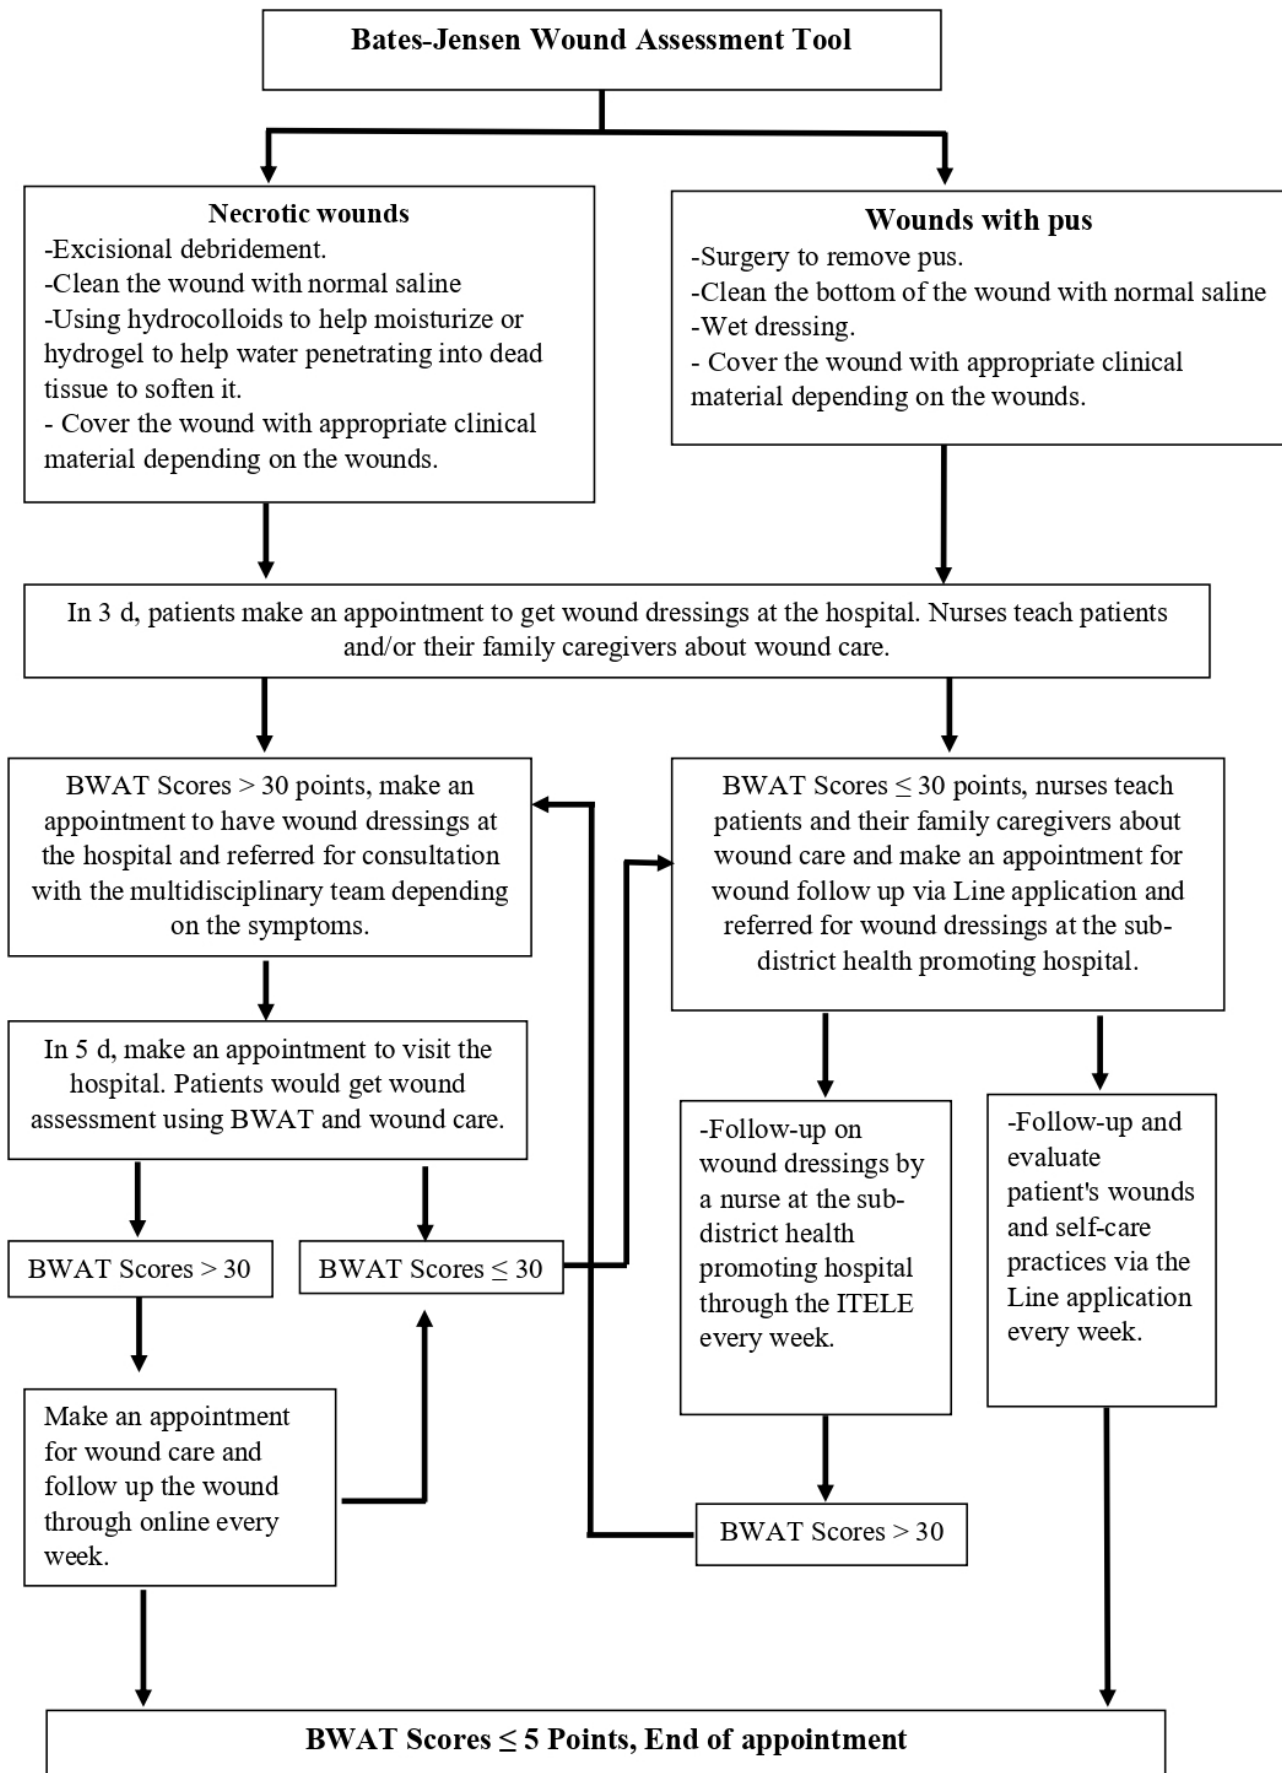 Bates-Jensen Wound Assessment Tool
Necrotic wounds
-Excisional debridement.
-Clean the wound with normal saline
-Using hydrocolloids to help moisturize or
hydrogel to help water penetrating into dead
tissue to soften it.
- Cover the wound with appropriate clinical
material depending on the wounds.
Wounds with pus
-Surgery to remove pus.
-Clean the bottom of the wound with normal saline
-Wet dressing.
- Cover the wound with appropriate clinical
material depending on the wounds.
In 3 d, patients make an appointment to get wound dressings at the hospital. Nurses teach patients
and/or their family caregivers about wound care.
BWAT Scores > 30 points, make an
appointment to have wound dressings at
the hospital and referred for consultation
with the multidisciplinary team depending
on the symptoms.
BWAT Scores ≤ 30 points, nurses teach
patients and their family caregivers about
wound care and make an appointment for
wound follow up via Line application and
referred for wound dressings at the sub-
district health promoting hospital.
In 5 d, make an appointment to visit the
hospital. Patients would get wound
assessment using BWAT and wound care.
-Follow-up on
wound dressings by
a nurse at the sub-
district health
promoting hospital
through the ITELE
every week.
-Follow-up and
evaluate
patient's wounds
and self-care
practices via the
Line application
every week.
BWAT Scores > 30
BWAT Scores ≤ 30
Make an appointment
for wound care and
follow up the wound
through online every
week.
BWAT Scores > 30
BWAT Scores ≤ 5 Points, End of appointment